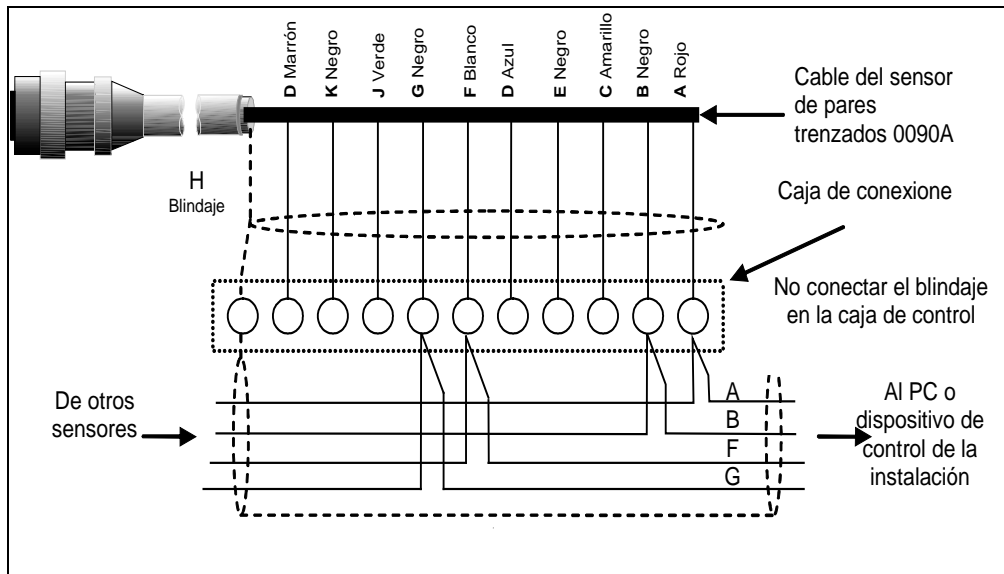 D Marrón
K Negro
J Verde
G Negro
F Blanco
D Azul
E Negro
C Amarillo
B Negro
A Rojo
Cable del sensor
de pares
trenzados 0090A
H
Blindaje
Caja de conexione
No conectar el blindaje
en la caja de control
De otros
sensores
A
B
F
G
Al PC o
dispositivo de
control de la
instalación